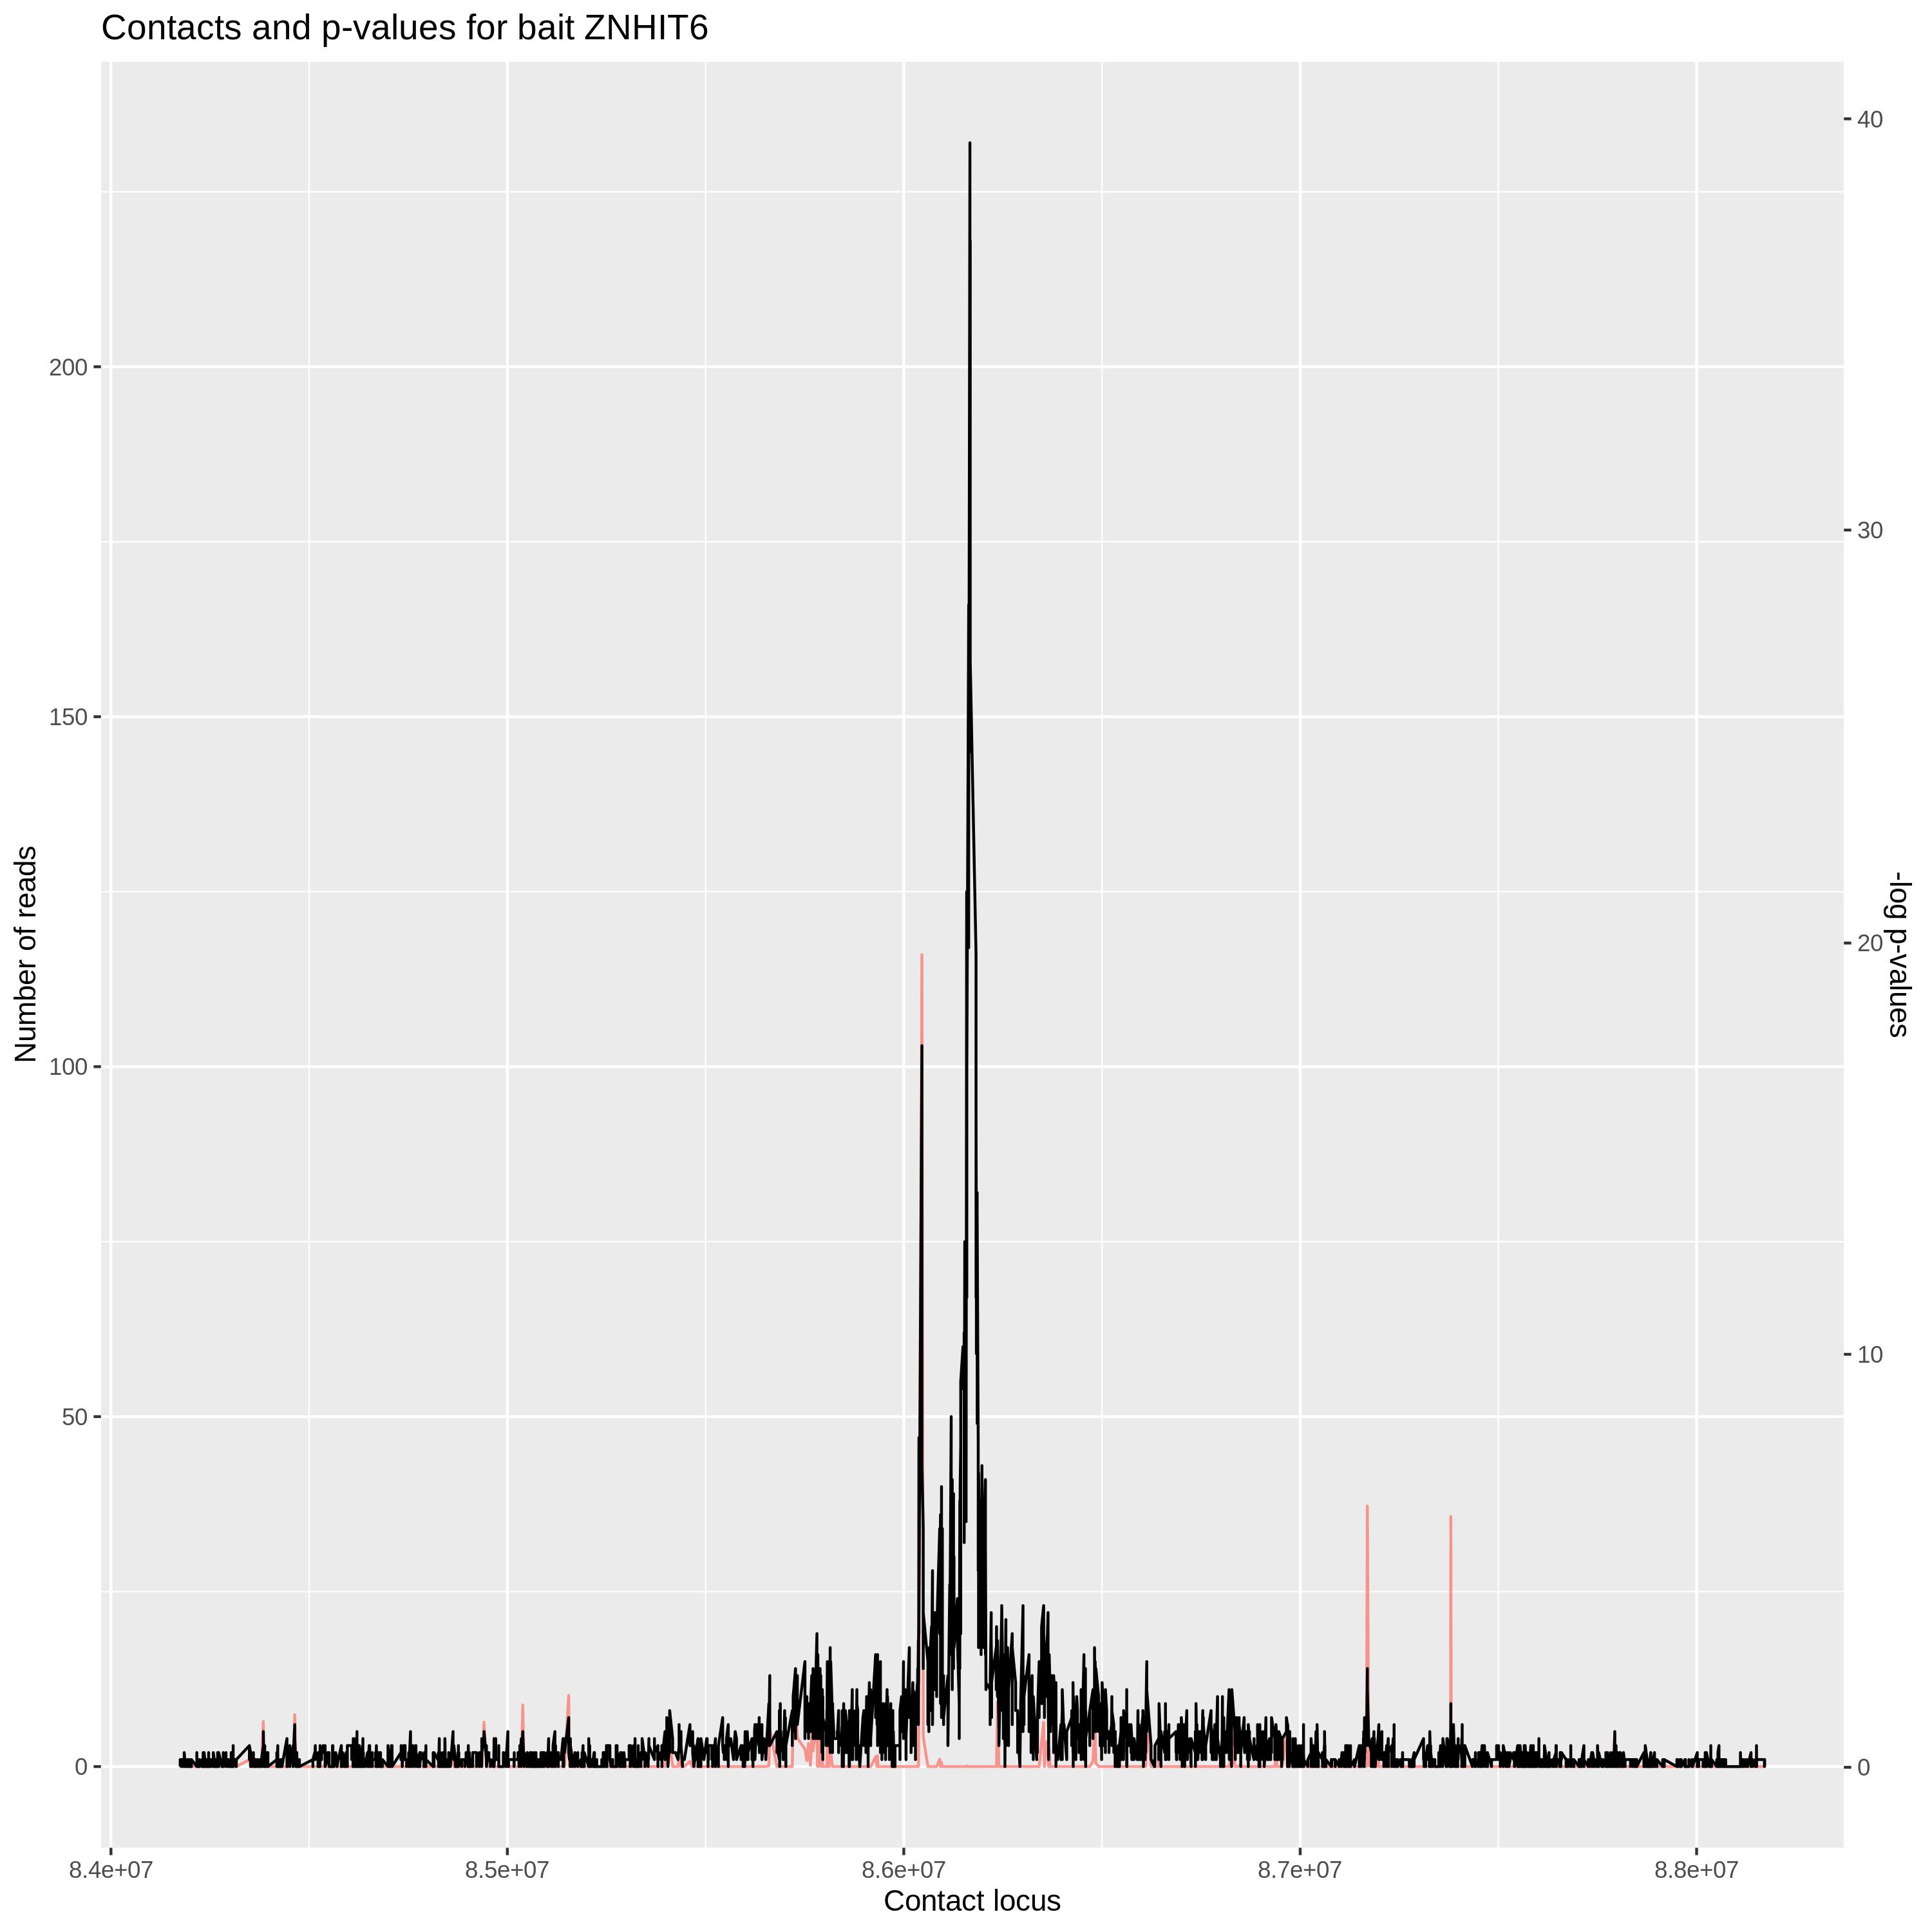 Contacts and p-values for bait ZNHIT6
Number of reads
200
150
100
50
0
40
30
20
10
0
-log p-values
8.4e+07
8.5e+07
8.6e+07
8.7e+07
8.8e+07
Contact locus